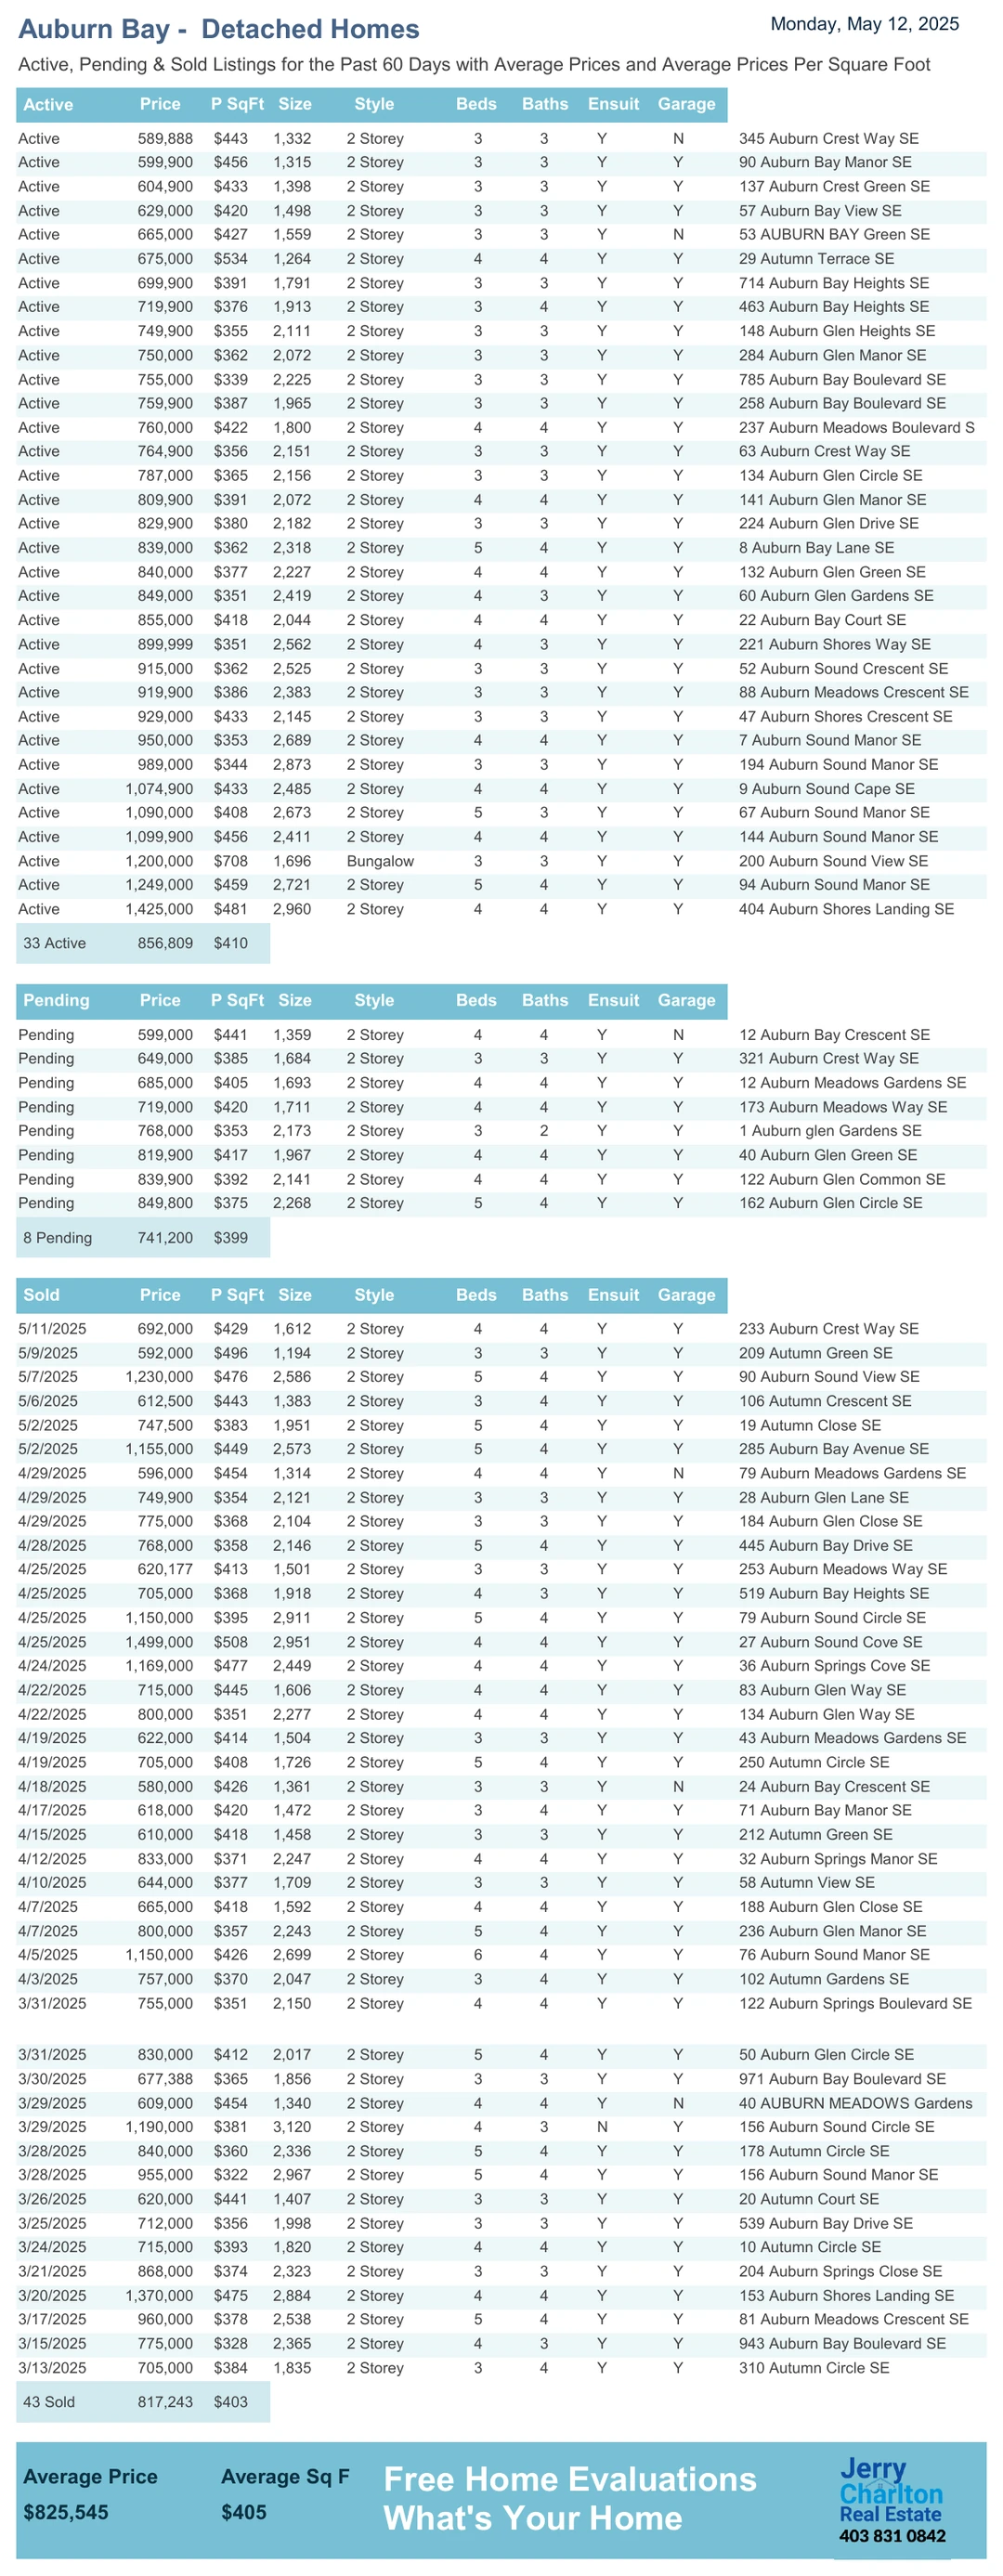 Auburn Bay - Detached Homes
Monday, May 12, 2025
Active, Pending & Sold Listings for the Past 60 Days with Average Prices and Average Prices Per Square Foot
Active Price P SqFt Size Style Beds Baths Ensuit Garage
Active 589,888 $443 1,332 2 Storey 3 3 Y N 345 Auburn Crest Way SE
Active 599,900 $456 1,315 2 Storey 3 3 Y Y 90 Auburn Bay Manor SE
Active 604,900 $433 1,398 2 Storey 3 3 Y Y 137 Auburn Crest Green SE
Active 629,000 $420 1,498 2 Storey 3 3 Y Y 57 Auburn Bay View SE
Active 665,000 $427 1,559 2 Storey 3 3 Y N 53 AUBURN BAY Green SE
Active 675,000 $534 1,264 2 Storey 4 4 Y Y 29 Autumn Terrace SE
Active 699,900 $391 1,791 2 Storey 3 3 Y Y 714 Auburn Bay Heights SE
Active 719,900 $376 1,913 2 Storey 3 4 Y Y 463 Auburn Bay Heights SE
Active 749,900 $355 2,111 2 Storey 3 3 Y Y 148 Auburn Glen Heights SE
Active 750,000 $362 2,072 2 Storey 3 3 Y Y 284 Auburn Glen Manor SE
Active 755,000 $339 2,225 2 Storey 3 3 Y Y 785 Auburn Bay Boulevard SE
Active 759,900 $387 1,965 2 Storey 3 3 Y Y 258 Auburn Bay Boulevard SE
Active 760,000 $422 1,800 2 Storey 4 4 Y Y 237 Auburn Meadows Boulevard S
Active 764,900 $356 2,151 2 Storey 3 3 Y Y 63 Auburn Crest Way SE
Active 787,000 $365 2,156 2 Storey 3 3 Y Y 134 Auburn Glen Circle SE
Active 809,900 $391 2,072 2 Storey 4 4 Y Y 141 Auburn Glen Manor SE
Active 829,900 $380 2,182 2 Storey 3 3 Y Y 224 Auburn Glen Drive SE
Active 839,000 $362 2,318 2 Storey 5 4 Y Y 8 Auburn Bay Lane SE
Active 840,000 $377 2,227 2 Storey 4 4 Y Y 132 Auburn Glen Green SE
Active 849,000 $351 2,419 2 Storey 4 3 Y Y 60 Auburn Glen Gardens SE
Active 855,000 $418 2,044 2 Storey 4 4 Y Y 22 Auburn Bay Court SE
Active 899,999 $351 2,562 2 Storey 4 3 Y Y 221 Auburn Shores Way SE
Active 915,000 $362 2,525 2 Storey 3 3 Y Y 52 Auburn Sound Crescent SE
Active 919,900 $386 2,383 2 Storey 3 3 Y Y 88 Auburn Meadows Crescent SE
Active 929,000 $433 2,145 2 Storey 3 3 Y Y 47 Auburn Shores Crescent SE
Active 950,000 $353 2,689 2 Storey 4 4 Y Y 7 Auburn Sound Manor SE
Active 989,000 $344 2,873 2 Storey 3 3 Y Y 194 Auburn Sound Manor SE
Active 1,074,900 $433 2,485 2 Storey 4 4 Y Y 9 Auburn Sound Cape SE
Active 1,090,000 $408 2,673 2 Storey 5 3 Y Y 67 Auburn Sound Manor SE
Active 1,099,900 $456 2,411 2 Storey 4 4 Y Y 144 Auburn Sound Manor SE
Active 1,200,000 $708 1,696 Bungalow 3 3 Y Y 200 Auburn Sound View SE
Active 1,249,000 $459 2,721 2 Storey 5 4 Y Y 94 Auburn Sound Manor SE
Active 1,425,000 $481 2,960 2 Storey 4 4 Y Y 404 Auburn Shores Landing SE
33 Active 856,809 $410
Pending Price P SqFt Size Style Beds Baths Ensuit Garage
Pending 599,000 $441 1,359 2 Storey 4 4 Y N 12 Auburn Bay Crescent SE
Pending 649,000 $385 1,684 2 Storey 3 3 Y Y 321 Auburn Crest Way SE
Pending 685,000 $405 1,693 2 Storey 4 4 Y Y 12 Auburn Meadows Gardens SE
Pending 719,000 $420 1,711 2 Storey 4 4 Y Y 173 Auburn Meadows Way SE
Pending 768,000 $353 2,173 2 Storey 3 2 Y Y 1 Auburn glen Gardens SE
Pending 819,900 $417 1,967 2 Storey 4 4 Y Y 40 Auburn Glen Green SE
Pending 839,900 $392 2,141 2 Storey 4 4 Y Y 122 Auburn Glen Common SE
Pending 849,800 $375 2,268 2 Storey 5 4 Y Y 162 Auburn Glen Circle SE
8 Pending 741,200 $399
Sold Price P SqFt Size Style Beds Baths Ensuit Garage
5/11/2025 692,000 $429 1,612 2 Storey 4 4 Y Y 233 Auburn Crest Way SE
5/9/2025 592,000 $496 1,194 2 Storey 3 3 Y Y 209 Autumn Green SE
5/7/2025 1,230,000 $476 2,586 2 Storey 5 4 Y Y 90 Auburn Sound View SE
5/6/2025 612,500 $443 1,383 2 Storey 3 4 Y Y 106 Autumn Crescent SE
5/2/2025 747,500 $383 1,951 2 Storey 5 4 Y Y 19 Autumn Close SE
5/2/2025 1,155,000 $449 2,573 2 Storey 5 4 Y Y 285 Auburn Bay Avenue SE
4/29/2025 596,000 $454 1,314 2 Storey 4 4 Y N 79 Auburn Meadows Gardens SE
4/29/2025 749,900 $354 2,121 2 Storey 3 3 Y Y 28 Auburn Glen Lane SE
4/29/2025 775,000 $368 2,104 2 Storey 3 3 Y Y 184 Auburn Glen Close SE
4/28/2025 768,000 $358 2,146 2 Storey 5 4 Y Y 445 Auburn Bay Drive SE
4/25/2025 620,177 $413 1,501 2 Storey 3 3 Y Y 253 Auburn Meadows Way SE
4/25/2025 705,000 $368 1,918 2 Storey 4 3 Y Y 519 Auburn Bay Heights SE
4/25/2025 1,150,000 $395 2,911 2 Storey 5 4 Y Y 79 Auburn Sound Circle SE
4/25/2025 1,499,000 $508 2,951 2 Storey 4 4 Y Y 27 Auburn Sound Cove SE
4/24/2025 1,169,000 $477 2,449 2 Storey 4 4 Y Y 36 Auburn Springs Cove SE
4/22/2025 715,000 $445 1,606 2 Storey 4 4 Y Y 83 Auburn Glen Way SE
4/22/2025 800,000 $351 2,277 2 Storey 4 4 Y Y 134 Auburn Glen Way SE
4/19/2025 622,000 $414 1,504 2 Storey 3 3 Y Y 43 Auburn Meadows Gardens SE
4/19/2025 705,000 $408 1,726 2 Storey 5 4 Y Y 250 Autumn Circle SE
4/18/2025 580,000 $426 1,361 2 Storey 3 3 Y N 24 Auburn Bay Crescent SE
4/17/2025 618,000 $420 1,472 2 Storey 3 4 Y Y 71 Auburn Bay Manor SE
4/15/2025 610,000 $418 1,458 2 Storey 3 3 Y Y 212 Autumn Green SE
4/12/2025 833,000 $371 2,247 2 Storey 4 4 Y Y 32 Auburn Springs Manor SE
4/10/2025 644,000 $377 1,709 2 Storey 3 3 Y Y 58 Autumn View SE
4/7/2025 665,000 $418 1,592 2 Storey 4 4 Y Y 188 Auburn Glen Close SE
4/7/2025 800,000 $357 2,243 2 Storey 5 4 Y Y 236 Auburn Glen Manor SE
4/5/2025 1,150,000 $426 2,699 2 Storey 6 4 Y Y 76 Auburn Sound Manor SE
4/3/2025 757,000 $370 2,047 2 Storey 3 4 Y Y 102 Autumn Gardens SE
3/31/2025 755,000 $351 2,150 2 Storey 4 4 Y Y 122 Auburn Springs Boulevard SE
3/31/2025 830,000 $412 2,017 2 Storey 5 4 Y Y 50 Auburn Glen Circle SE
3/30/2025 677,388 $365 1,856 2 Storey 3 3 Y Y 971 Auburn Bay Boulevard SE
3/29/2025 609,000 $454 1,340 2 Storey 4 4 Y N 40 AUBURN MEADOWS Gardens
3/29/2025 1,190,000 $381 3,120 2 Storey 4 3 N Y 156 Auburn Sound Circle SE
3/28/2025 840,000 $360 2,336 2 Storey 5 4 Y Y 178 Autumn Circle SE
3/28/2025 955,000 $322 2,967 2 Storey 5 4 Y Y 156 Auburn Sound Manor SE
3/26/2025 620,000 $441 1,407 2 Storey 3 3 Y Y 20 Autumn Court SE
3/25/2025 712,000 $356 1,998 2 Storey 3 3 Y Y 539 Auburn Bay Drive SE
3/24/2025 715,000 $393 1,820 2 Storey 4 4 Y Y 10 Autumn Circle SE
3/21/2025 868,000 $374 2,323 2 Storey 3 3 Y Y 204 Auburn Springs Close SE
3/20/2025 1,370,000 $475 2,884 2 Storey 4 4 Y Y 153 Auburn Shores Landing SE
3/17/2025 960,000 $378 2,538 2 Storey 5 4 Y Y 81 Auburn Meadows Crescent SE
3/15/2025 775,000 $328 2,365 2 Storey 4 3 Y Y 943 Auburn Bay Boulevard SE
3/13/2025 705,000 $384 1,835 2 Storey 3 4 Y Y 310 Autumn Circle SE
43 Sold 817,243 $403
Average Price Average Sq F
$825,545 $405
Free Home Evaluations
What's Your Home
Jerry
Charlton
Real Estate
403 831 0842